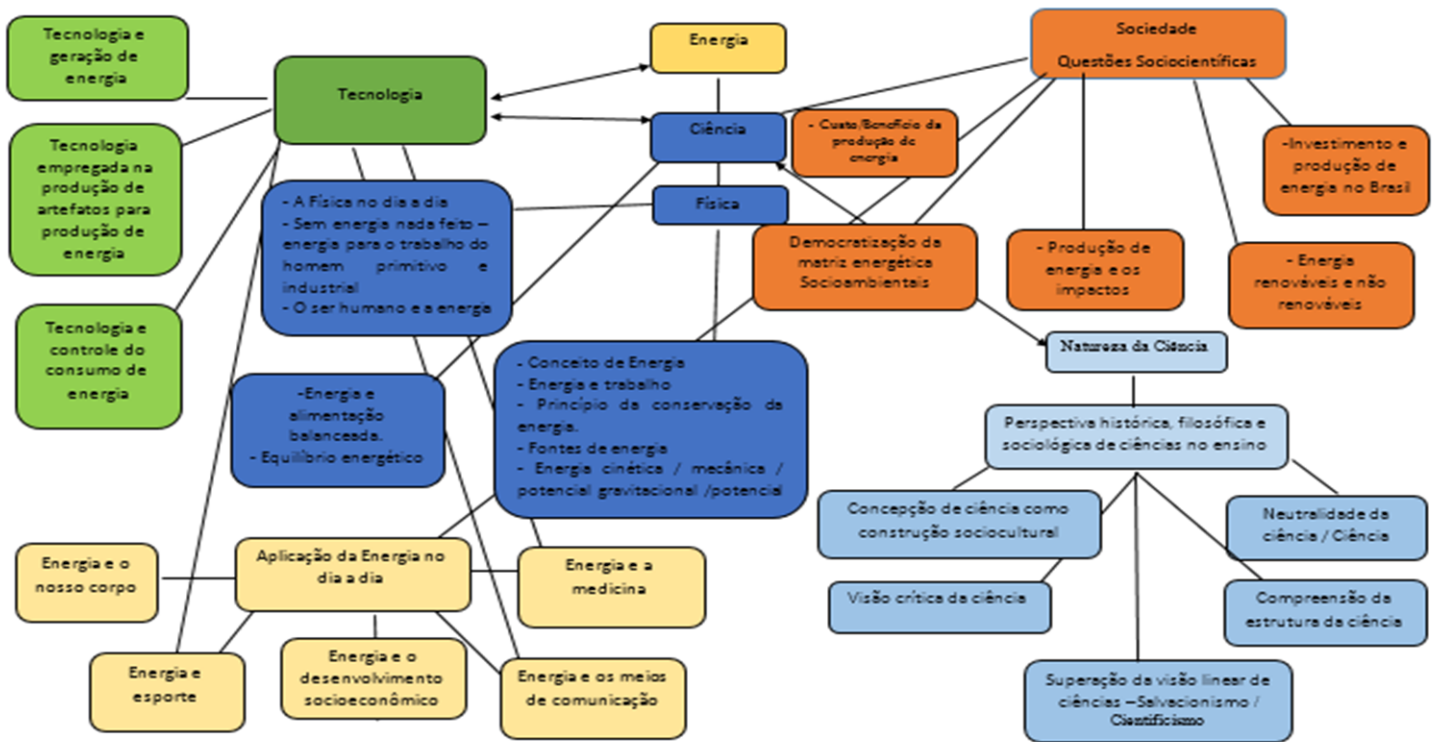 Tecnologia e
geração de
energia
Tecnologia
empregada na
produção de
artefatos para
produção de
energia
Tecnologia e
controle do
consumo de
energia
Tecnologia
Energia
Ciência
Física
Sociedade
Questões Sociocientíficas
- Custo/Benefício da
produção de
energia
-Investimento e
produção de
energia no Brasil
Democratização da
matriz energética
Socioambientais
- Produção de
energia e os
impactos
- Energia
renováveis e não
renováveis
- A Física no dia a dia
- Sem energia nada feito –
energia para o trabalho do
homem primitivo e
industrial
- O ser humano e a energia
-Energia e
alimentação
balanceada.
- Equilíbrio energético
- Conceito de Energia
- Energia e trabalho
- Princípio da conservação da
energia.
- Fontes de energia
- Energia cinética / mecânica /
potencial gravitacional /potencial
Natureza da Ciência
Perspectiva histórica, filosófica e
sociológica de ciências no ensino
Concepção de ciência como
construção sociocultural
Neutralidade da
ciência / Ciência
Visão crítica da ciência
Compreensão da
estrutura da ciência
Superação da visão linear de
ciências –Salvacionismo /
Cientificismo
Energia e o
nosso corpo
Aplicação da Energia no
dia a dia
Energia e a
medicina
Energia e
esporte
Energia e o
desenvolvimento
socioeconômico
Energia e os meios
de comunicação